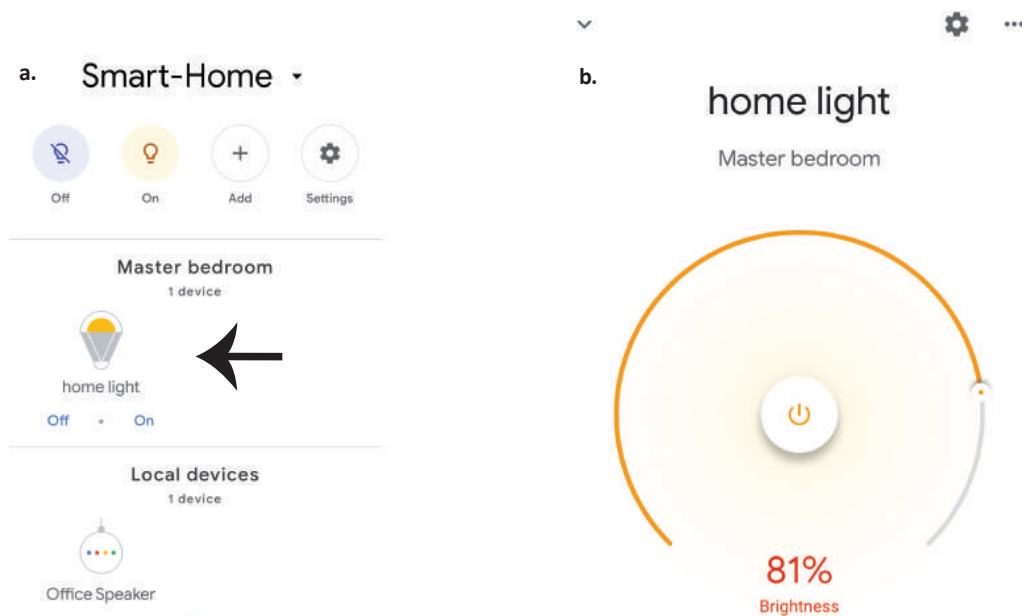 a.
Smart-Home
Off
On
Add
Settings
Master bedroom
1 device
home light
Off • On
Local devices
1 device
Office Speaker
b.
home light
Master bedroom
81%
Brightness